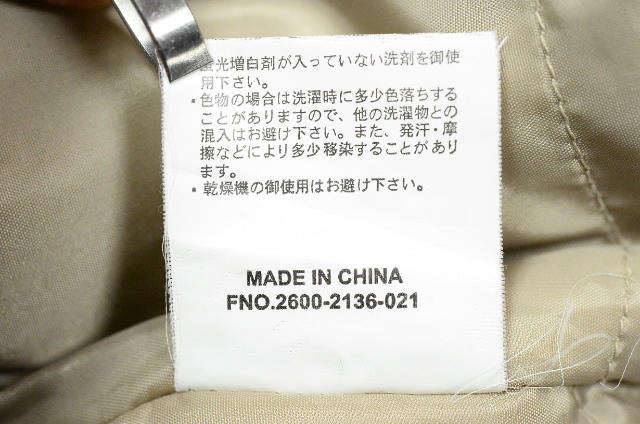 蛍光増白剤が入っていない洗剤を御使
用下さい。
・色物の場合は洗濯時に多少色落ちする
ことがありますので、他の洗濯物との
混入はお避け下さい。また、発汗・摩
擦などにより多少移染することがあり
ます。
・乾燥機の御使用はお避け下さい。
MADE IN CHINA
FNO.2600-2136-021